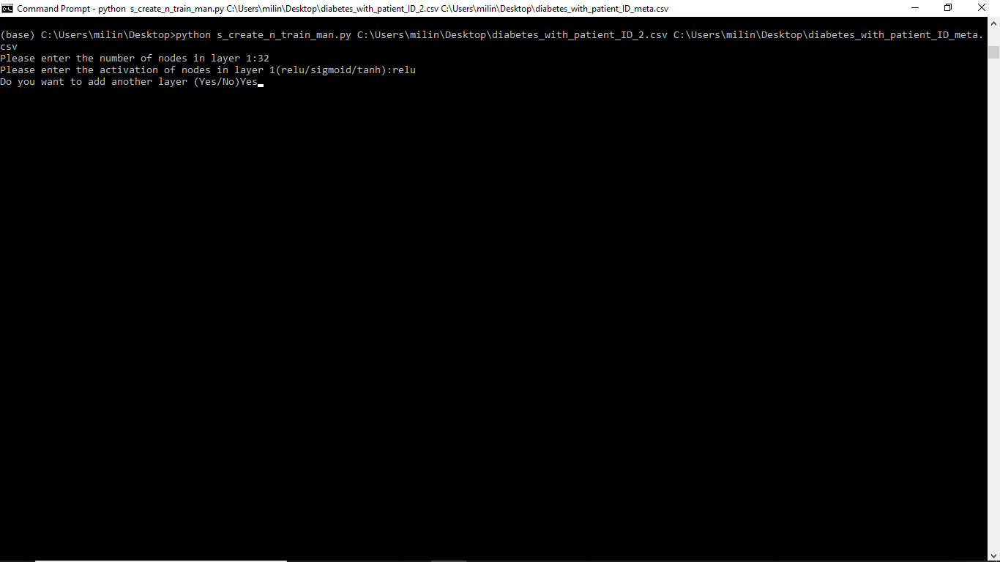 Command Prompt - python s_create_n_train_man.py C:\Users\milin\Desktop\diabetes_with_patient_ID_2.csv C:\Users\milin\Desktop\diabetes_with_patient_ID_meta.csv
(base) C:\Users\milin\Desktop>python s_create_n_train_man.py C:\Users\milin\Desktop\diabetes_with_patient_ID_2.csv C:\Users\milin\Desktop\diabetes_with_patient_ID_meta.
csv
Please enter the number of nodes in layer 1:32
Please enter the activation of nodes in layer 1(relu/sigmoid/tanh):relu
Do you want to add another layer (Yes/No)Yes